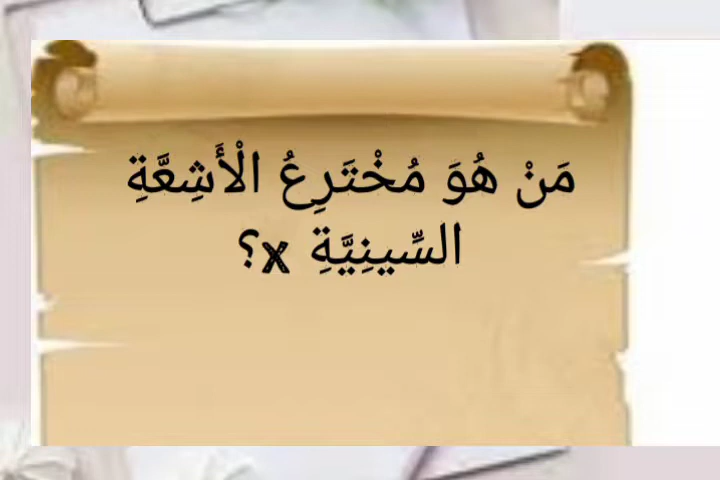 مَنْ هُوَ مُخْتَرِعُ الْأَشِعَّةِ
السِّينِيَّةِ x؟